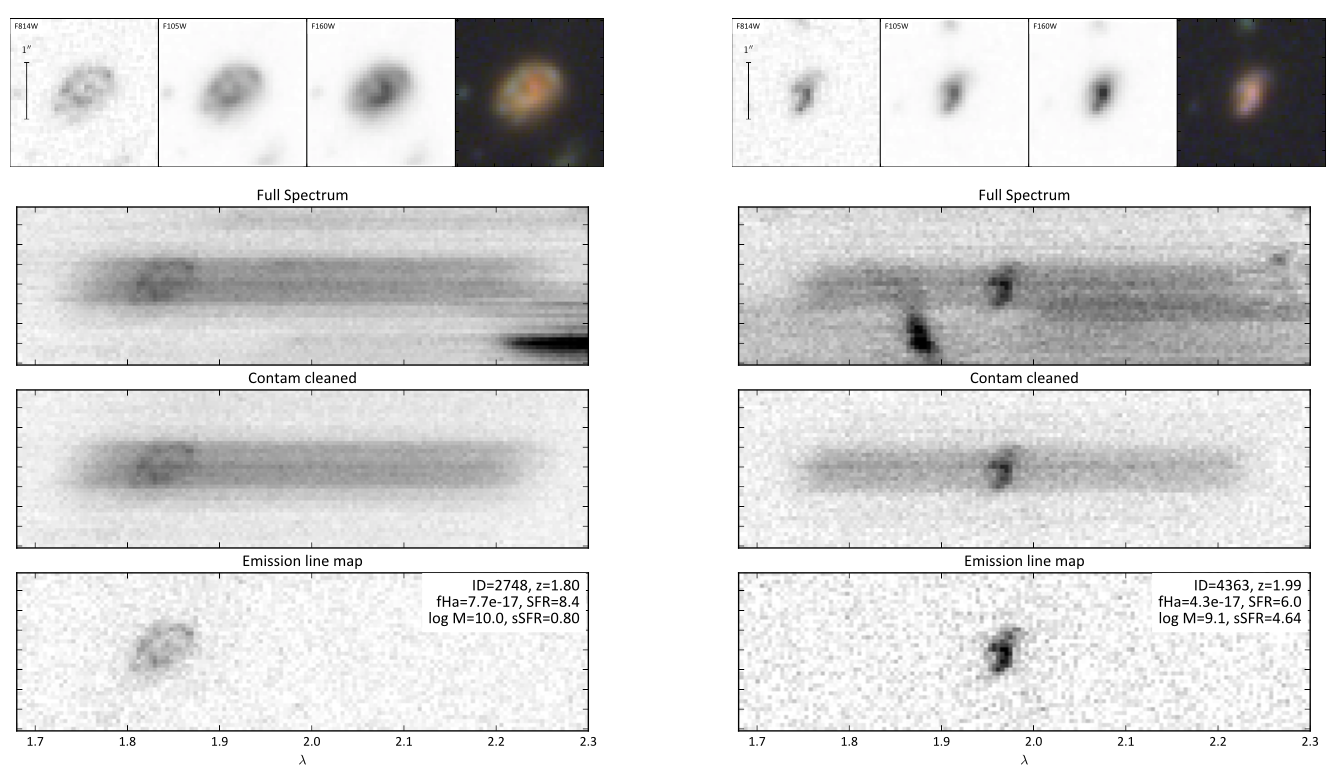 F814W
F105W
F160W
1"
Full Spectrum
Contam cleaned
Emission line map
ID=2748, z=1.80
fHa=7.7e-17, SFR=8.4
log M=10.0, sSFR=0.80
1.7 1.8 1.9 2.0 2.1 2.2 2.3
λ
F814W
F105W
F160W
1"
Full Spectrum
Contam cleaned
Emission line map
ID=4363, z=1.99
fHa=4.3e-17, SFR=6.0
log M=9.1, sSFR=4.64
1.7 1.8 1.9 2.0 2.1 2.2 2.3
λ